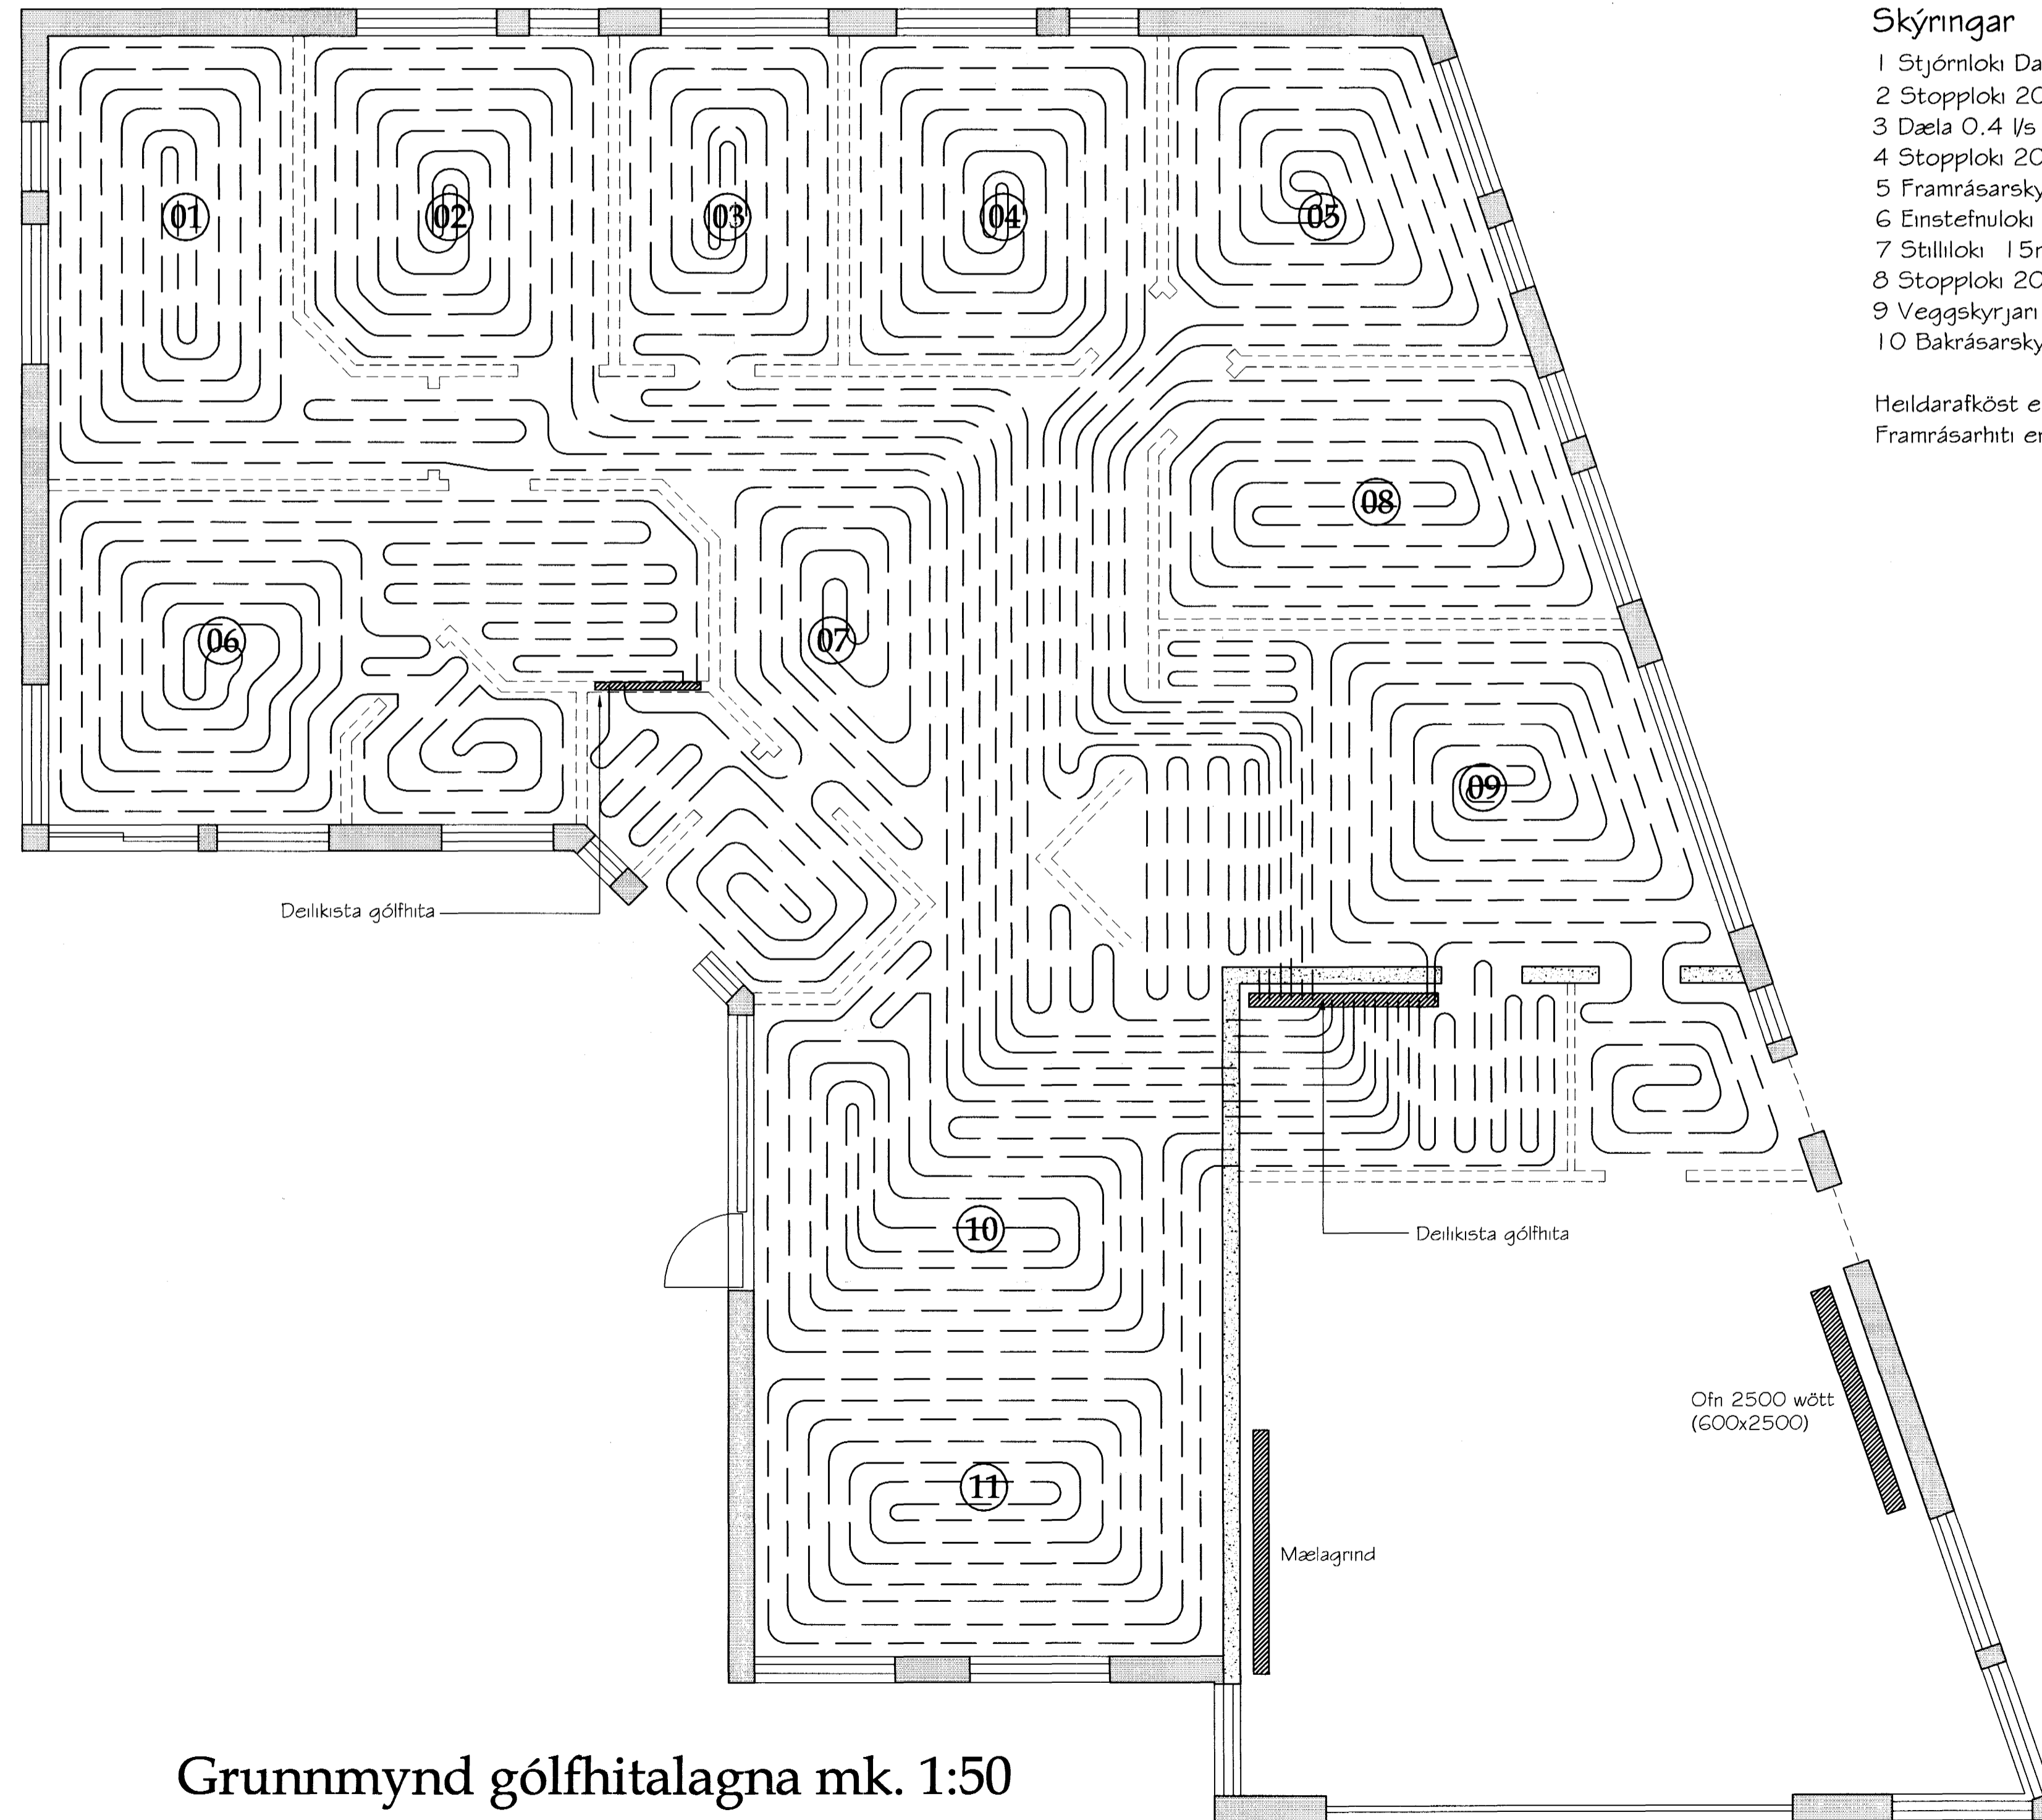 Skýringar
1 Stjórnloki Da
2 Stopploki 20
3 Dæla 0.4 l/s
4 Stopploki 20
5 Framrásarsky
6 Einstefnuloki
7 Stilliloki 15m
8 Stopploki 20
9 Veggskyrjari
10 Bakrásarsky
Heildarafköst e
Framrásarhiti er
01
02
03
04
05
06
07
08
09
10
11
Deilikista gólfhita
Deilikista gólfhita
Ofn 2500 wött
(600x2500)
Mælagrind
Grunnmynd gólfhitalagna mk. 1:50